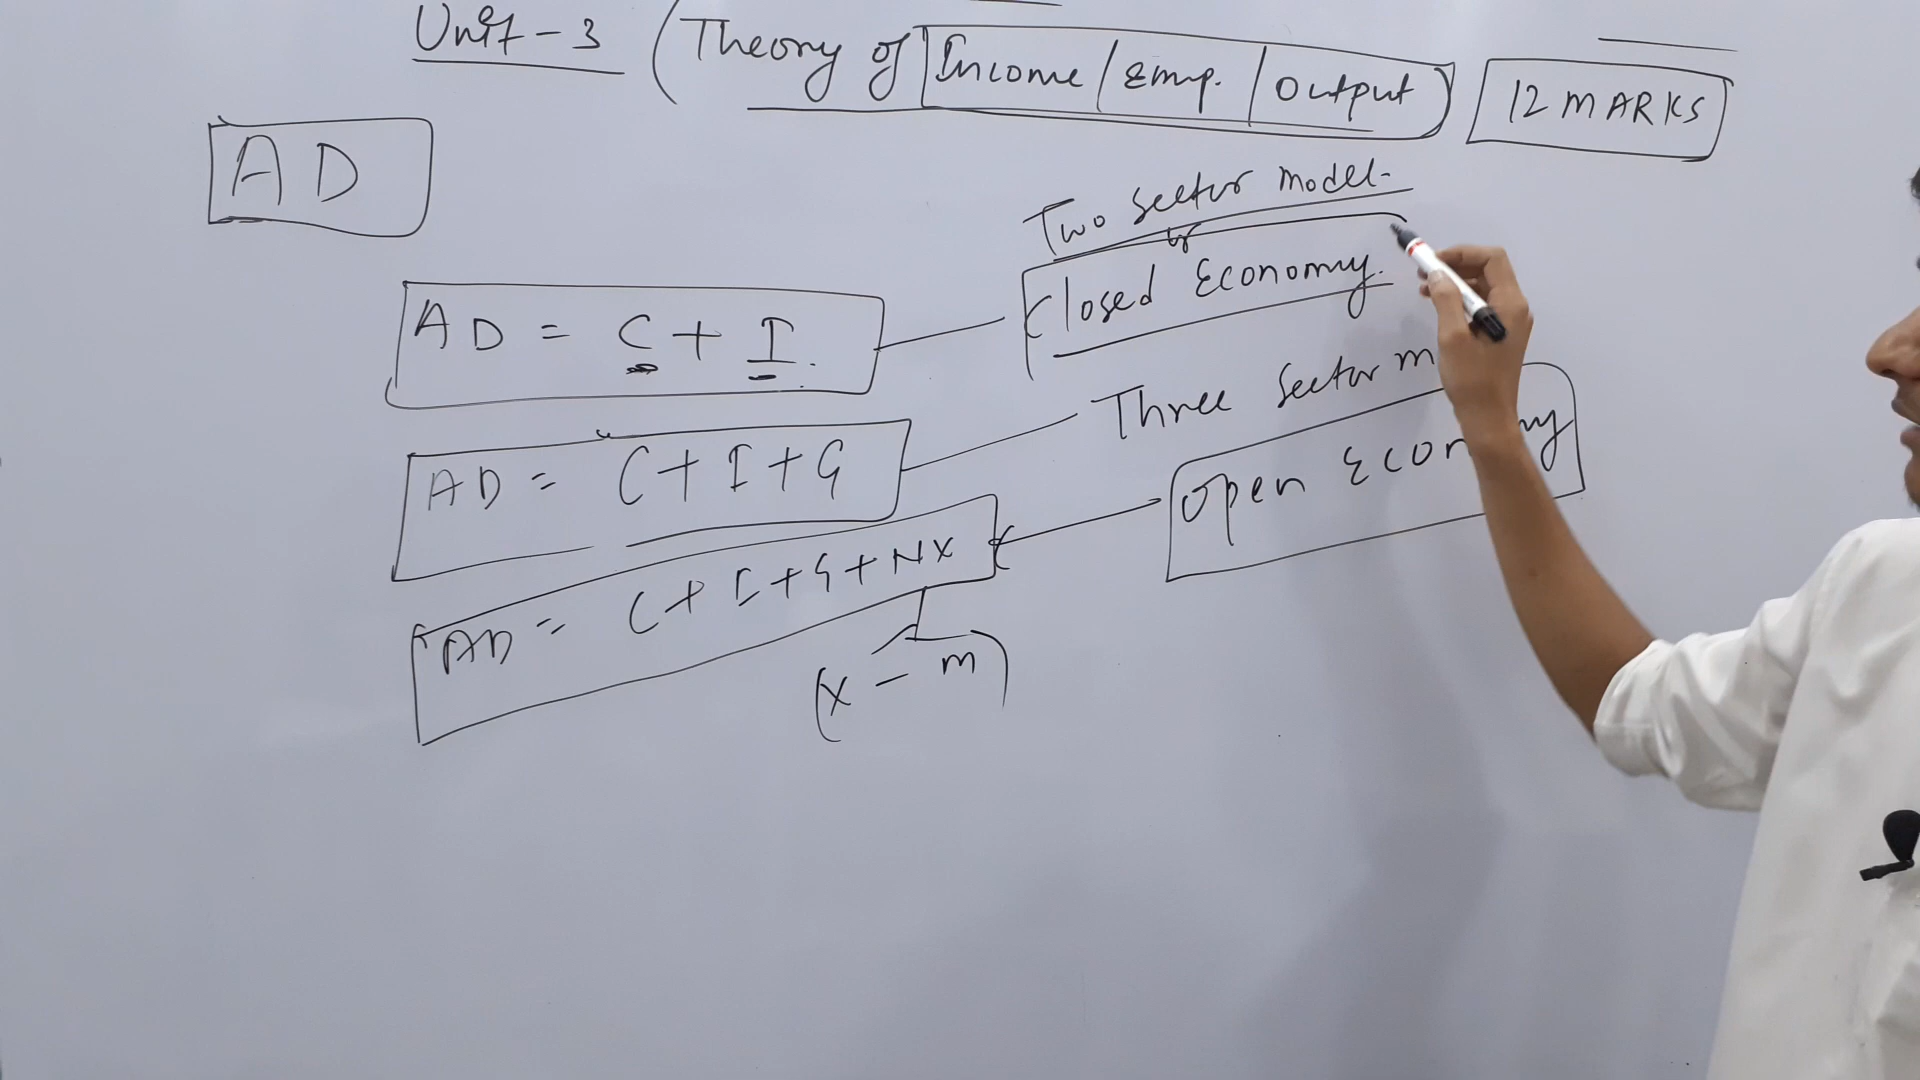 Unit-3 (Theory of Income/Emp./Output) 12 MARKS
AD
Two Sector Model-
or
Closed Economy.
AD = C + I.
Three Sector m
AD = C + I + G
Open
AD = C + I + G + NX
(X - m)